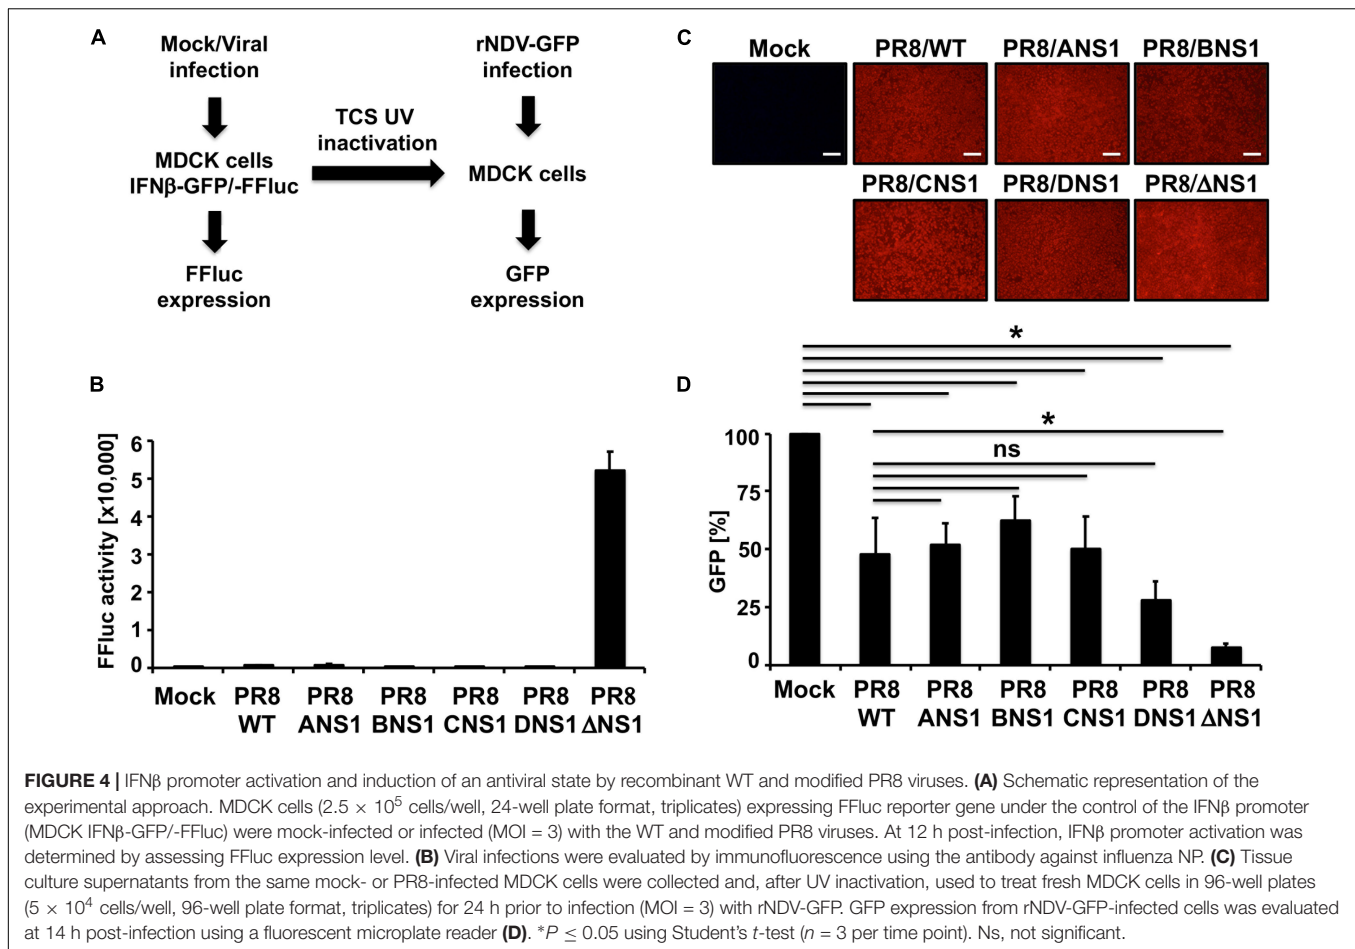 A
Mock/Viral
infection
MDCK cells
IFNβ-GFP/-FFluc
FFluc
expression
TCS UV
inactivation
rNDV-GFP
infection
MDCK cells
GFP
expression
C
Mock
PR8/WT
PR8/ANS1
PR8/BNS1
PR8/CNS1
PR8/DNS1
PR8/ΔNS1
B
FFluc activity [x10,000]
6
5
4
3
2
1
0
Mock
PR8
WT
PR8
ANS1
PR8
BNS1
PR8
CNS1
PR8
DNS1
PR8
ΔNS1
D
*
*
ns
GFP [%]
100
75
50
25
0
Mock
PR8
WT
PR8
ANS1
PR8
BNS1
PR8
CNS1
PR8
DNS1
PR8
ΔNS1
FIGURE 4 | IFNβ promoter activation and induction of an antiviral state by recombinant WT and modified PR8 viruses. (A) Schematic representation of the
experimental approach. MDCK cells (2.5 × 10⁵ cells/well, 24-well plate format, triplicates) expressing FFluc reporter gene under the control of the IFNβ promoter
(MDCK IFNβ-GFP/-FFluc) were mock-infected or infected (MOI = 3) with the WT and modified PR8 viruses. At 12 h post-infection, IFNβ promoter activation was
determined by assessing FFluc expression level. (B) Viral infections were evaluated by immunofluorescence using the antibody against influenza NP. (C) Tissue
culture supernatants from the same mock- or PR8-infected MDCK cells were collected and, after UV inactivation, used to treat fresh MDCK cells in 96-well plates
(5 × 10⁴ cells/well, 96-well plate format, triplicates) for 24 h prior to infection (MOI = 3) with rNDV-GFP. GFP expression from rNDV-GFP-infected cells was evaluated
at 14 h post-infection using a fluorescent microplate reader (D). *P ≤ 0.05 using Student's t-test (n = 3 per time point). Ns, not significant.